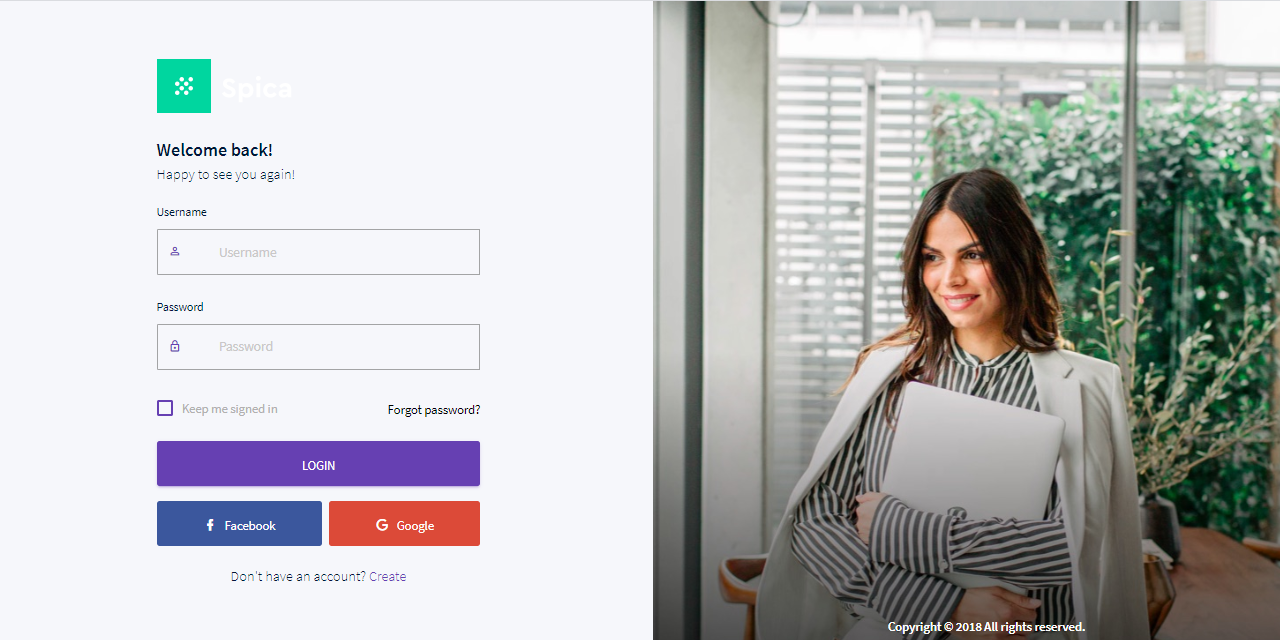 Spica
Welcome back!
Happy to see you again!
Username
Username
Password
Password
Keep me signed in
Forgot password?
LOGIN
Facebook
Google
Don't have an account? Create
Copyright © 2018 All rights reserved.